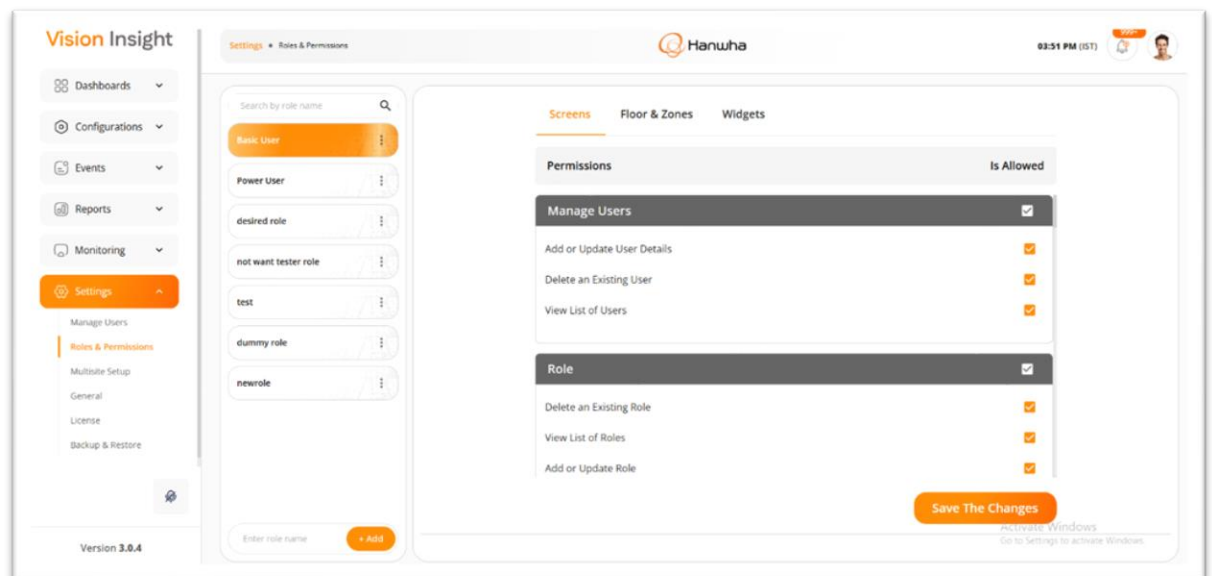 Vision Insight
Settings • Roles & Permissions
Hanwha
03:51 PM (IST)
999+
Dashboards
Configurations
Events
Reports
Monitoring
Settings
Manage Users
Roles & Permissions
Multisite Setup
General
License
Backup & Restore
Version 3.0.4
Search by role name
Basic User
Power User
desired role
not want tester role
test
dummy role
newrole
Enter role name
+ Add
Screens Floor & Zones Widgets
Permissions Is Allowed
Manage Users
Add or Update User Details
Delete an Existing User
View List of Users
Role
Delete an Existing Role
View List of Roles
Add or Update Role
Save The Changes
Activate Windows
Go to Settings to activate Windows.